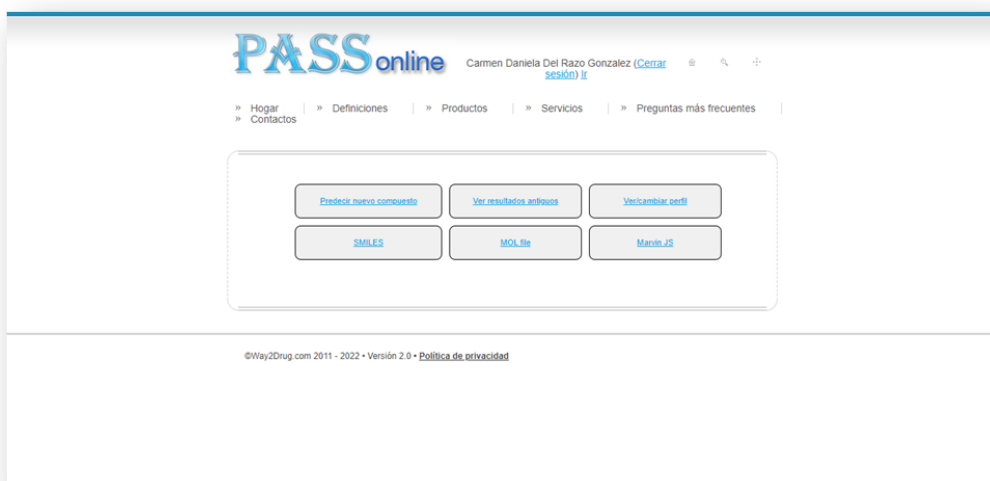 PASS online
Carmen Daniela Del Razo Gonzalez (Cerrar
sesión) Ir
» Hogar » Definiciones » Productos » Servicios » Preguntas más frecuentes
» Contactos
Predecir nuevo compuesto Ver resultados antiguos Ver/cambiar perfil
SMILES MOL file Marvin JS
©Way2Drug.com 2011 - 2022 • Versión 2.0 • Política de privacidad